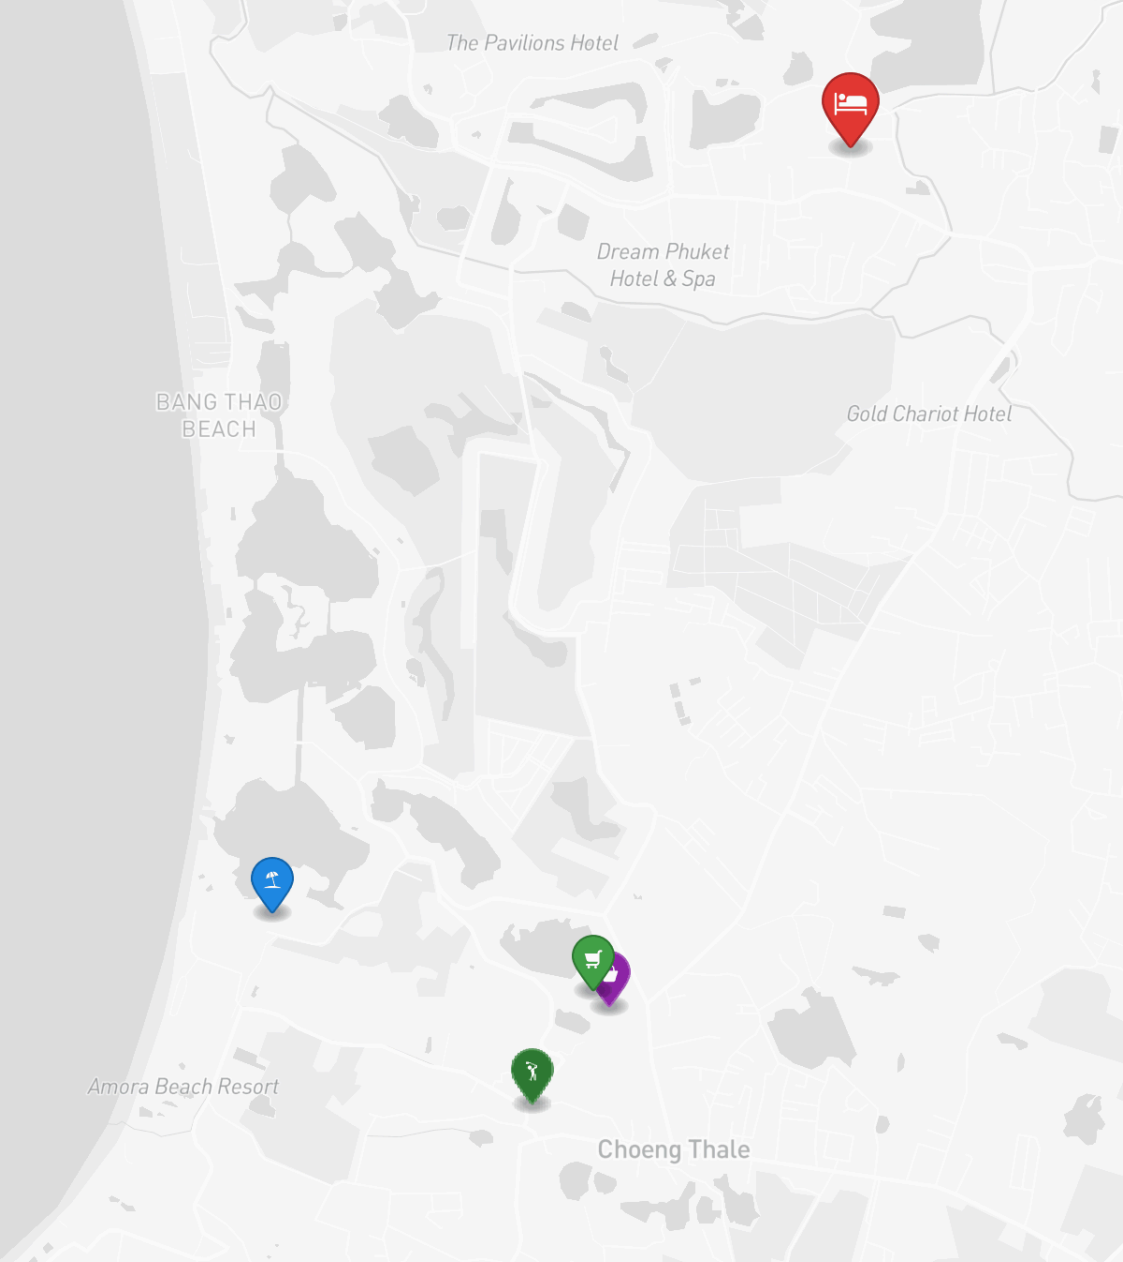 The Pavilions Hotel
Dream Phuket
Hotel & Spa
BANG THAO
BEACH
Gold Chariot Hotel
Amora Beach Resort
Choeng Thale